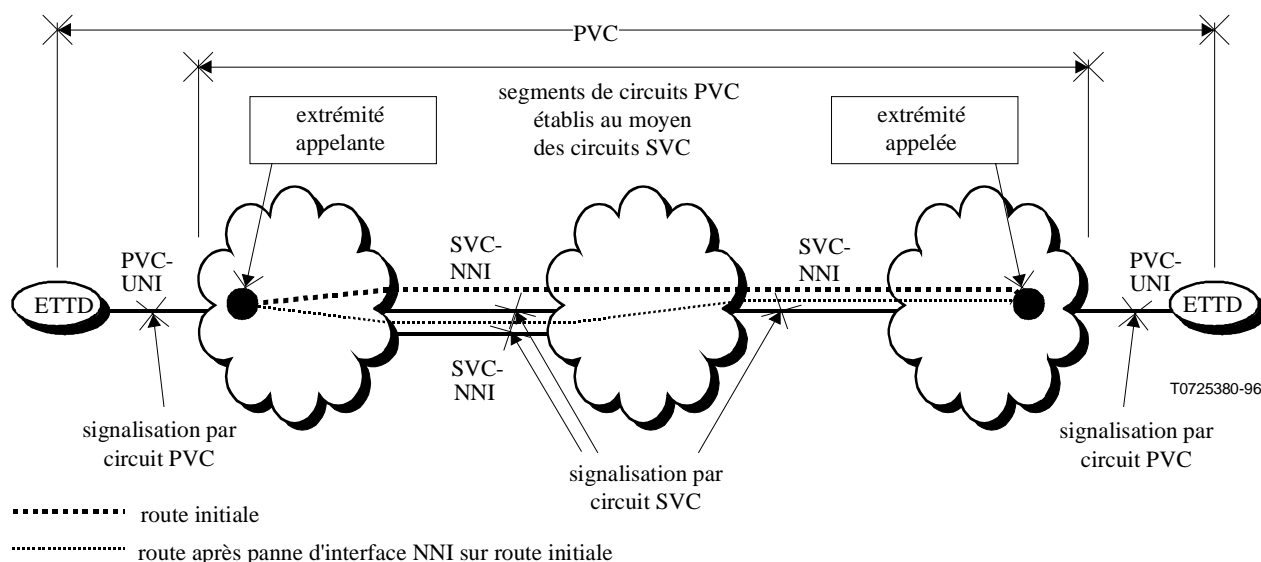 PVC
segments de circuits PVC
établis au moyen
des circuits SVC
extrémité
appelante
extrémité
appelée
PVC-
UNI
SVC-
NNI
SVC-
NNI
PVC-
UNI
ETTD
ETTD
SVC-
NNI
T0725380-96
signalisation par
circuit PVC
signalisation par
circuit SVC
signalisation par
circuit PVC
route initiale
route après panne d'interface NNI sur route initiale